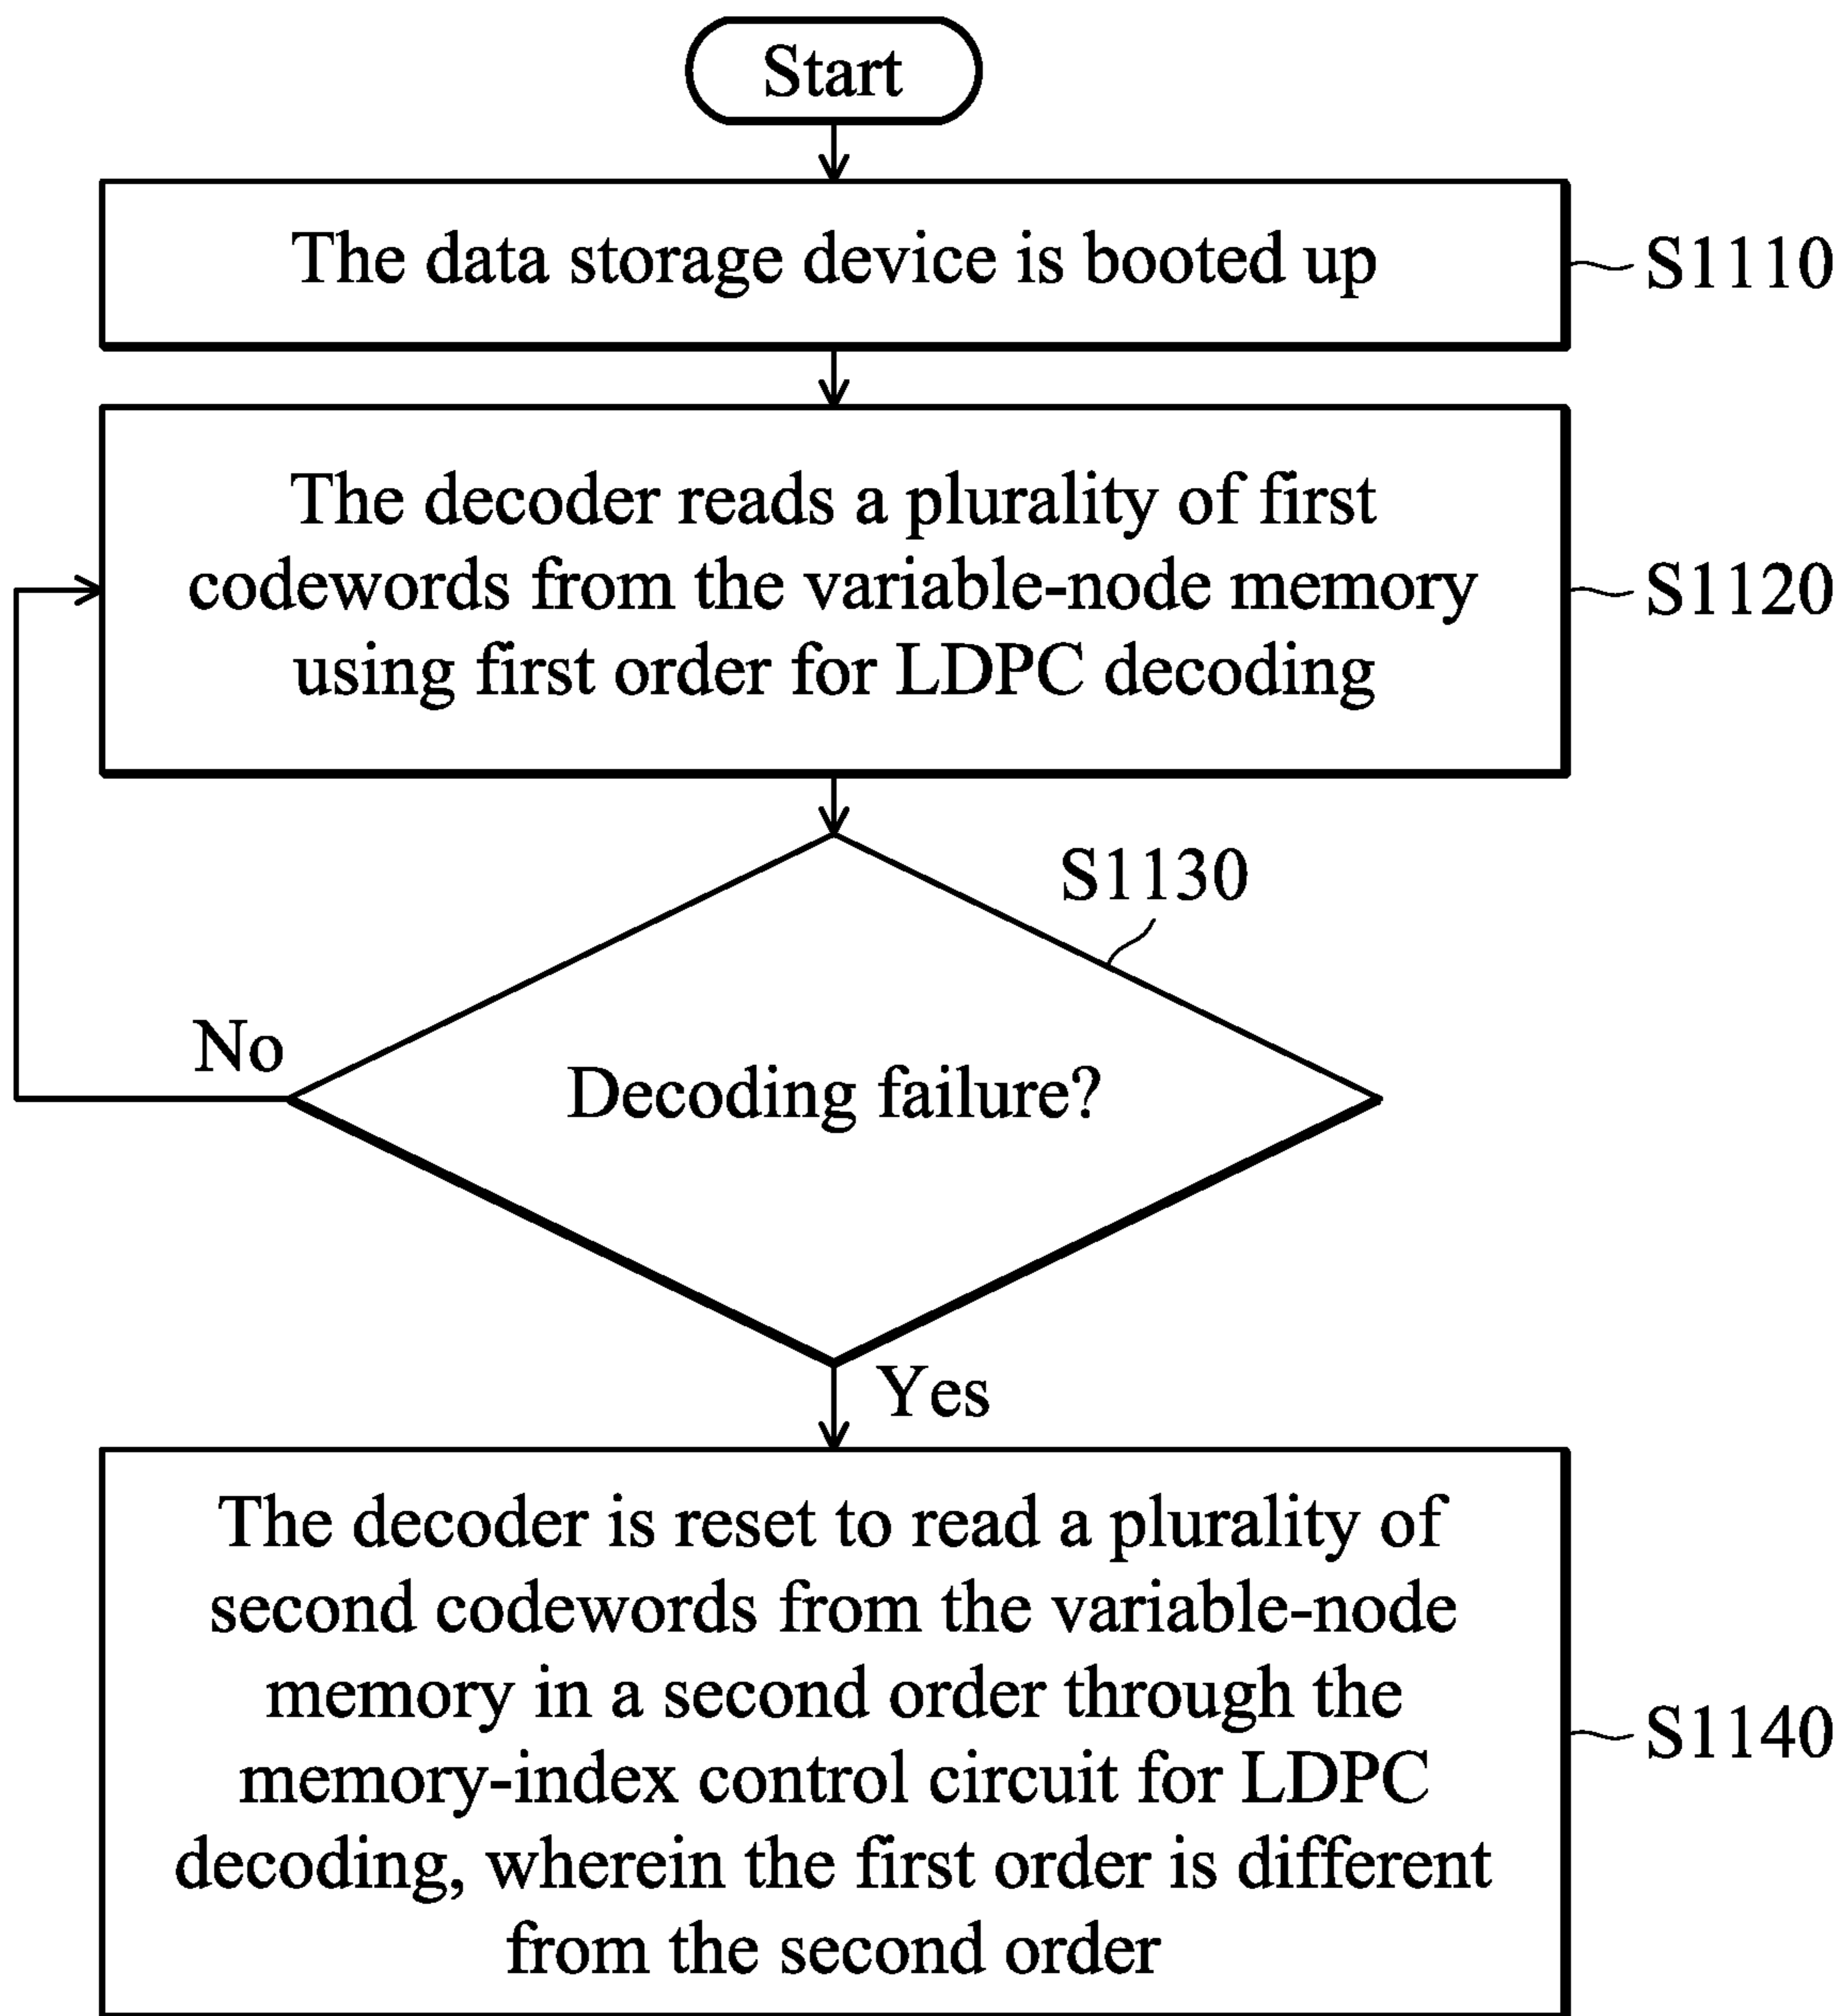 Start
The data storage device is booted up
S1110
The decoder reads a plurality of first
codewords from the variable-node memory
using first order for LDPC decoding
S1120
S1130
No
Decoding failure?
Yes
The decoder is reset to read a plurality of
second codewords from the variable-node
memory in a second order through the
memory-index control circuit for LDPC
decoding, wherein the first order is different
from the second order
S1140